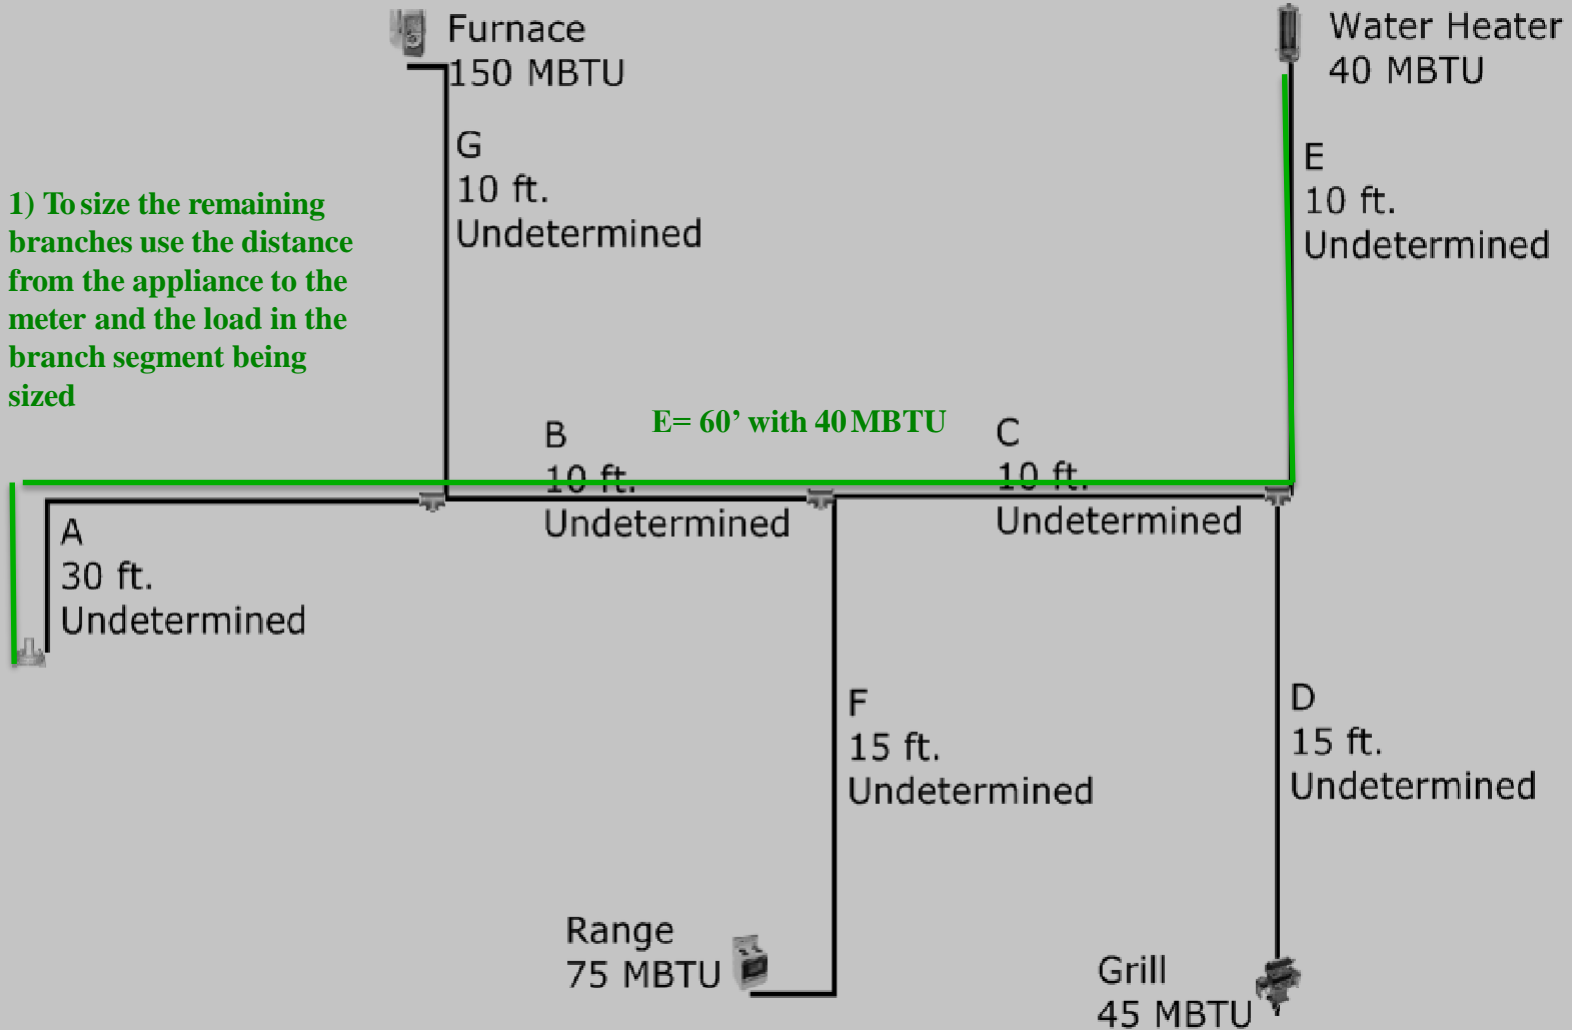 Furnace
150 MBTU
Water Heater
40 MBTU
G
10 ft.
Undetermined
E
10 ft.
Undetermined
1) To size the remaining
branches use the distance
from the appliance to the
meter and the load in the
branch segment being
sized
E= 60’ with 40 MBTU
B
10 ft.
Undetermined
C
10 ft.
Undetermined
A
30 ft.
Undetermined
F
15 ft.
Undetermined
D
15 ft.
Undetermined
Range
75 MBTU
Grill
45 MBTU